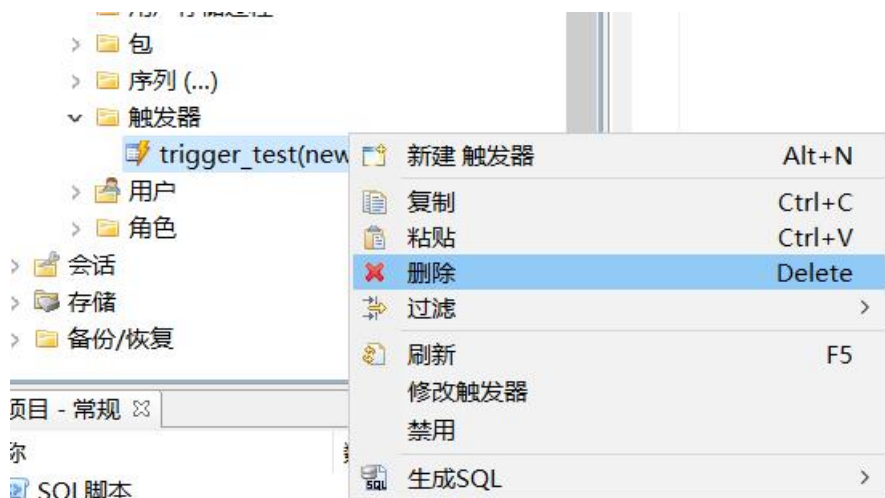 包
序列 (...)
触发器
trigger_test(new
用户
角色
会话
存储
备份/恢复
新建 触发器 Alt+N
复制 Ctrl+C
粘贴 Ctrl+V
删除 Delete
过滤
刷新 F5
修改触发器
禁用
生成SQL
项目 - 常规
SQL脚本